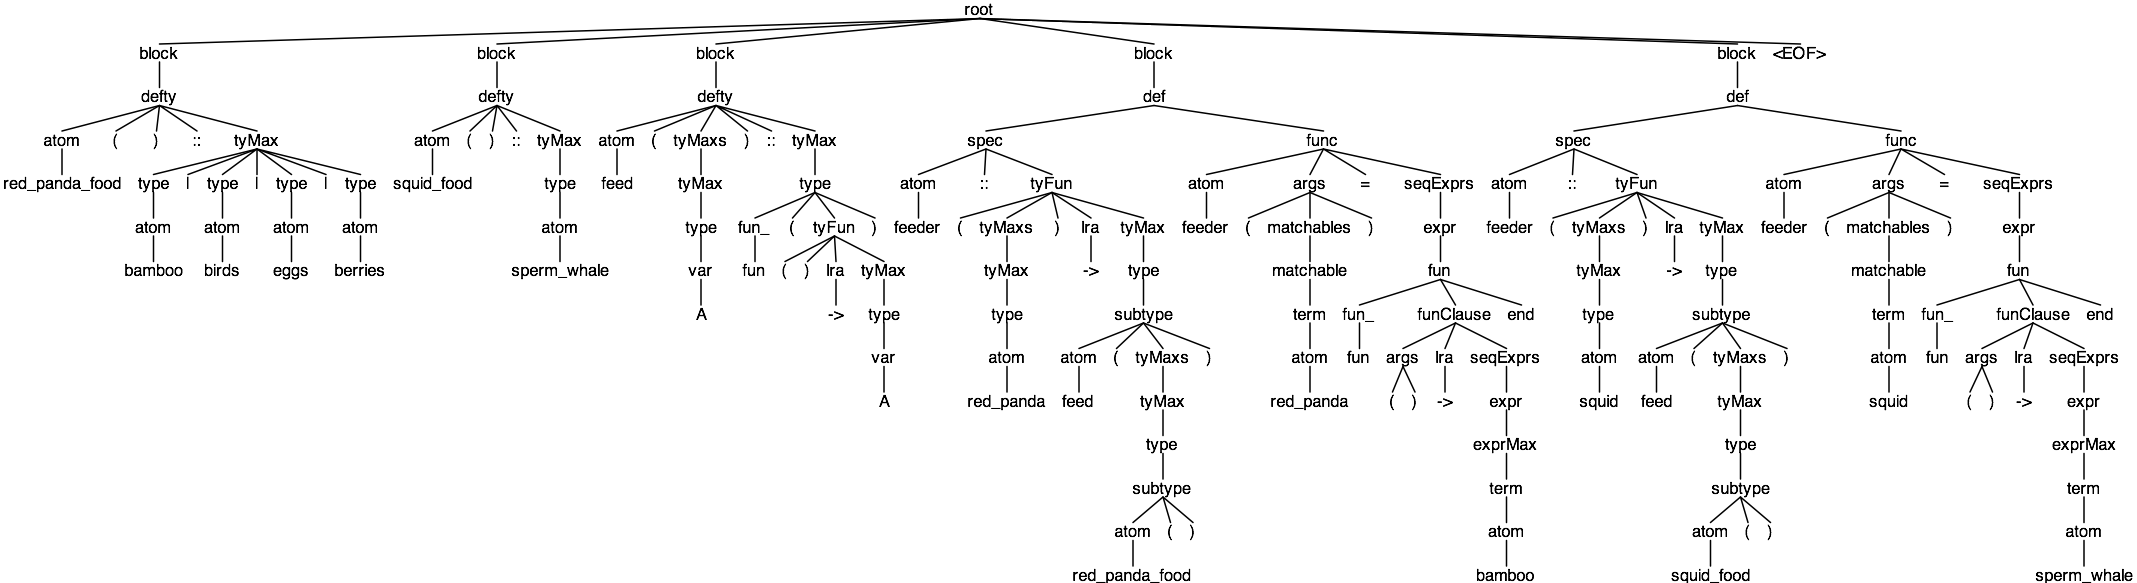 root
block block block block block <EOF>
defty defty defty def def
atom ( ) :: tyMax atom ( ) :: tyMax atom ( tyMaxs ) :: tyMax spec func spec func
red_panda_food type | type | type | type squid_food type feed tyMax type atom :: tyFun atom args = seqExprs atom :: tyFun atom args = seqExprs
atom atom atom atom atom type fun_ ( tyFun ) feeder ( tyMaxs ) lra tyMax feeder ( matchables ) expr feeder ( tyMaxs ) lra tyMax feeder ( matchables ) expr
bamboo birds eggs berries sperm_whale var fun ( ) lra tyMax tyMax -> type matchable fun tyMax -> type matchable fun
A -> type type subtype term fun_ funClause end type subtype term fun_ funClause end
var atom atom ( tyMaxs ) atom fun args lra seqExprs atom atom ( tyMaxs ) atom fun args lra seqExprs
A red_panda feed tyMax red_panda ( ) -> expr squid feed tyMax squid ( ) -> expr
type exprMax type exprMax
subtype term subtype term
atom ( ) atom atom ( ) atom
red_panda_food bamboo squid_food sperm_whale